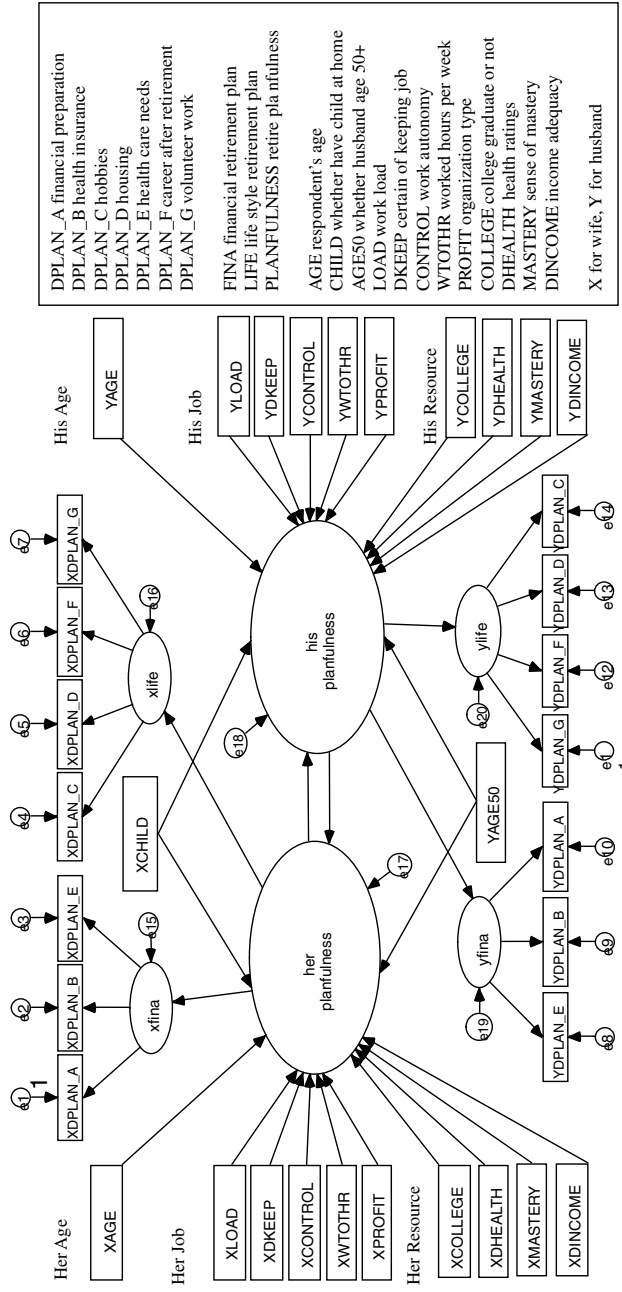 Her Age
XAGE
Her Job
XLOAD
XDKEEP
XCONTROL
XWTOTHR
XPROFIT
Her Resource
XCOLLEGE
XDHEALTH
XMASTERY
XDINCOME
e1
e2
e3
e4
e5
e6
e7
1
XDPLAN_A
XDPLAN_B
XDPLAN_E
XDPLAN_C
XDPLAN_D
XDPLAN_F
XDPLAN_G
xfina
e15
xlife
e16
XCHILD
her
planfulness
e17
his
planfulness
e18
YAGE50
yfina
e19
ylife
e20
YDPLAN_E
YDPLAN_B
YDPLAN_A
YDPLAN_G
YDPLAN_F
YDPLAN_D
YDPLAN_C
e8
e9
e10
e1
1
e12
e13
e14
His Age
YAGE
His Job
YLOAD
YDKEEP
YCONTROL
YWTOTHR
YPROFIT
His Resource
YCOLLEGE
YDHEALTH
YMASTERY
YDINCOME
DPLAN_A financial preparation
DPLAN_B health insurance
DPLAN_C hobbies
DPLAN_D housing
DPLAN_E health care needs
DPLAN_F career after retirement
DPLAN_G volunteer work
FINA financial retirement plan
LIFE life style retirement plan
PLANFULNESS retire pla nfulness
AGE respondent's age
CHILD whether have child at home
AGE50 whether husband age 50+
LOAD work load
DKEEP certain of keeping job
CONTROL work autonomy
WTOTHR worked hours per week
PROFIT organization type
COLLEGE college graduate or not
DHEALTH health ratings
MASTERY sense of mastery
DINCOME income adequacy
X for wife, Y for husband